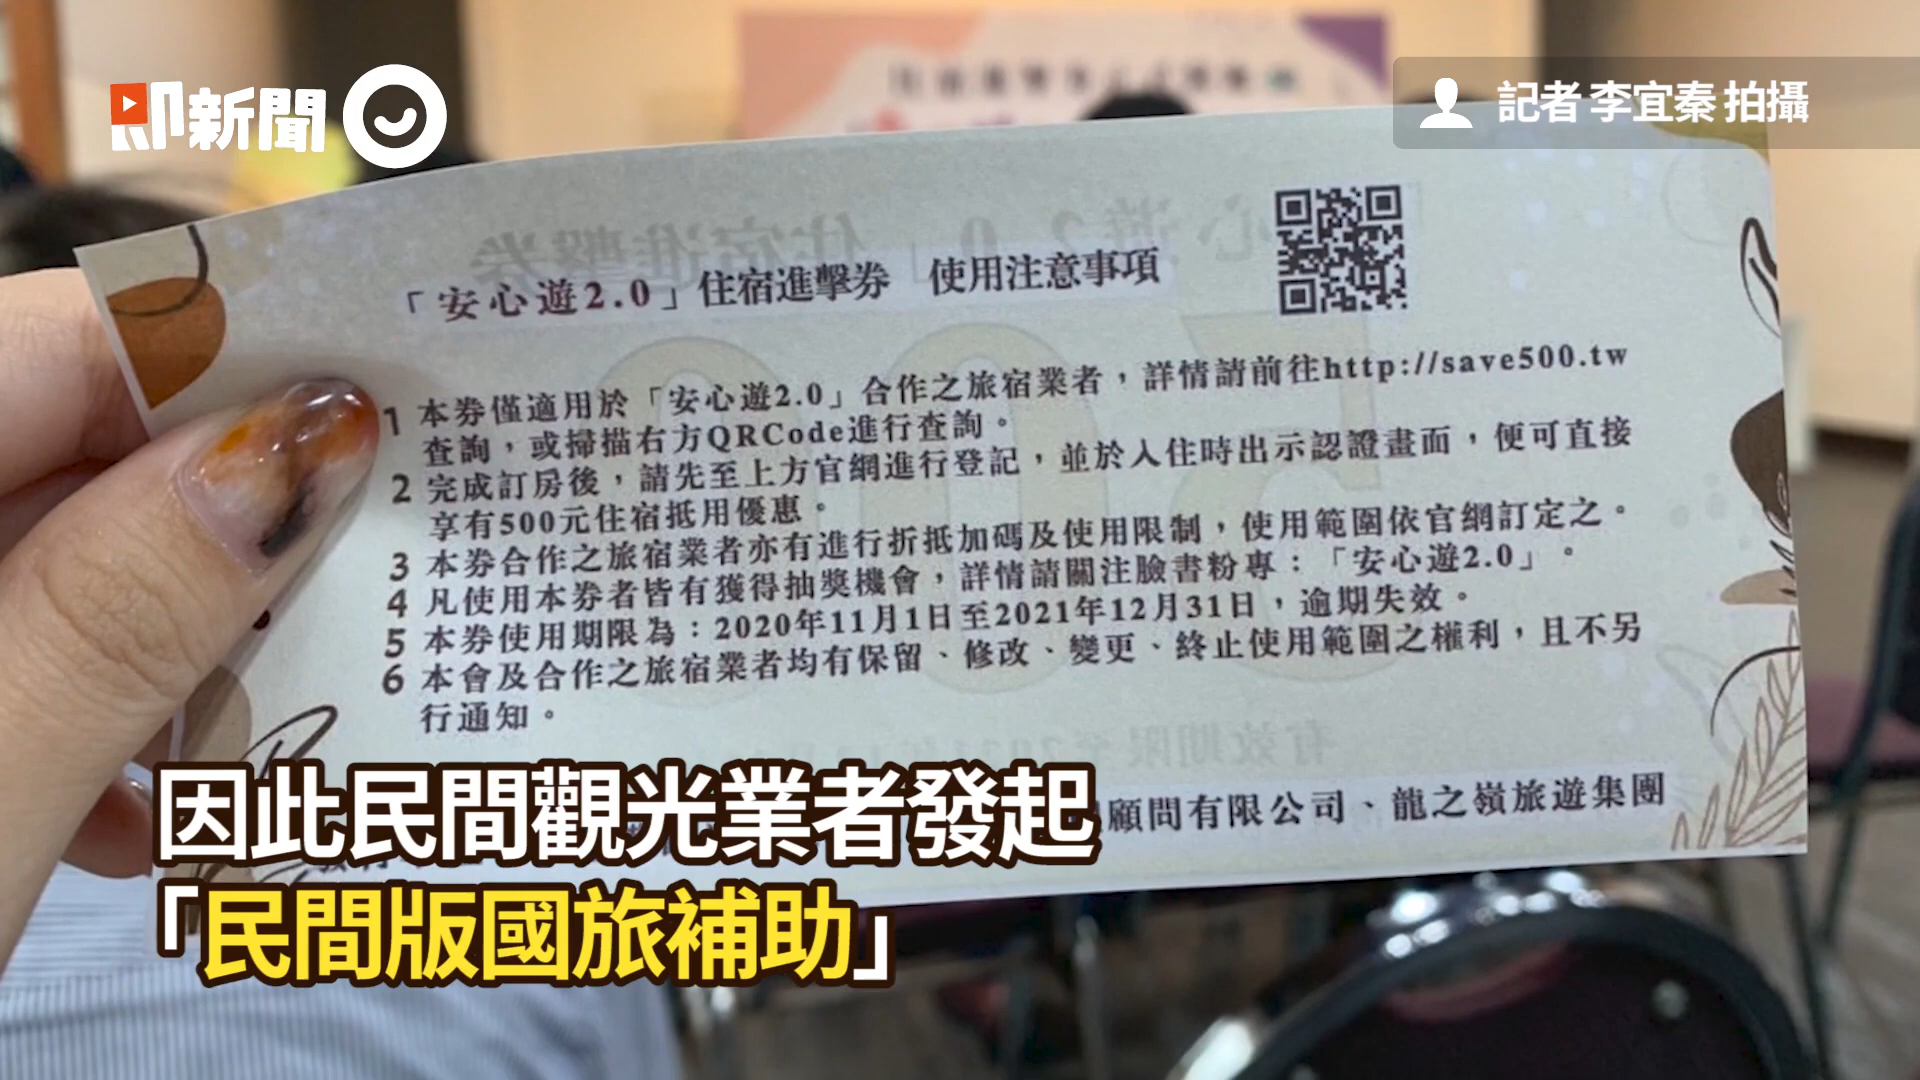 即新聞
記者 李宜秦 拍攝
「安心遊2.0」住宿進擊券 使用注意事項
1 本券僅適用於「安心遊2.0」合作之旅宿業者，詳情請前往http://save500.tw
查詢，或掃描右方QRCode進行查詢。
2 完成訂房後，請先至上方官網進行登記，並於入住時出示認證畫面，便可直接
享有500元住宿抵用優惠。
3 本券合作之旅宿業者亦有進行折抵加碼及使用限制，使用範圍依官網訂定之。
4 凡使用本券者皆有獲得抽獎機會，詳情請關注臉書粉專：「安心遊2.0」。
5 本券使用期限為：2020年11月1日至2021年12月31日，逾期失效。
6 本會及合作之旅宿業者均有保留、修改、變更、終止使用範圍之權利，且不另
行通知。
顧問有限公司、龍之嶺旅遊集團
因此民間觀光業者發起
「民間版國旅補助」